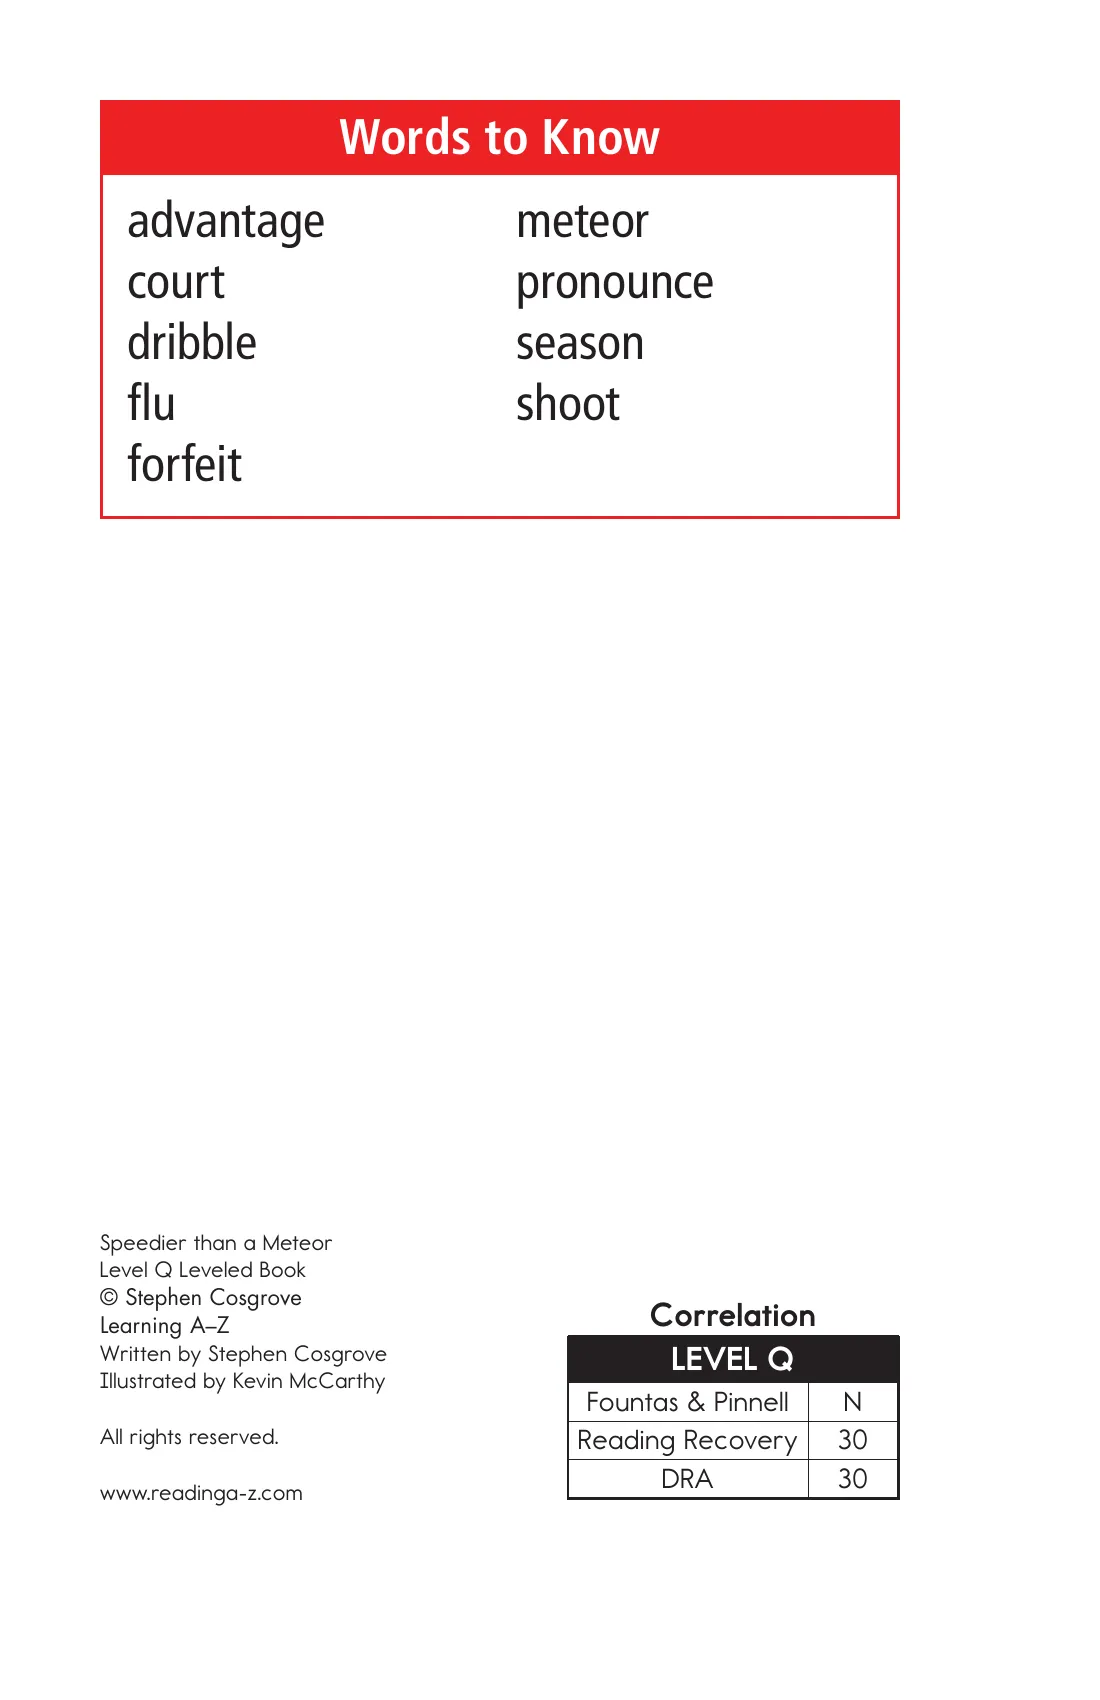 Words to Know
advantage
court
dribble
flu
forfeit
meteor
pronounce
season
shoot
Speedier than a Meteor
Level Q Leveled Book
© Stephen Cosgrove
Learning A–Z
Written by Stephen Cosgrove
Illustrated by Kevin McCarthy
All rights reserved.
www.readinga-z.com
Correlation
LEVEL Q
Fountas & Pinnell N
Reading Recovery 30
DRA 30